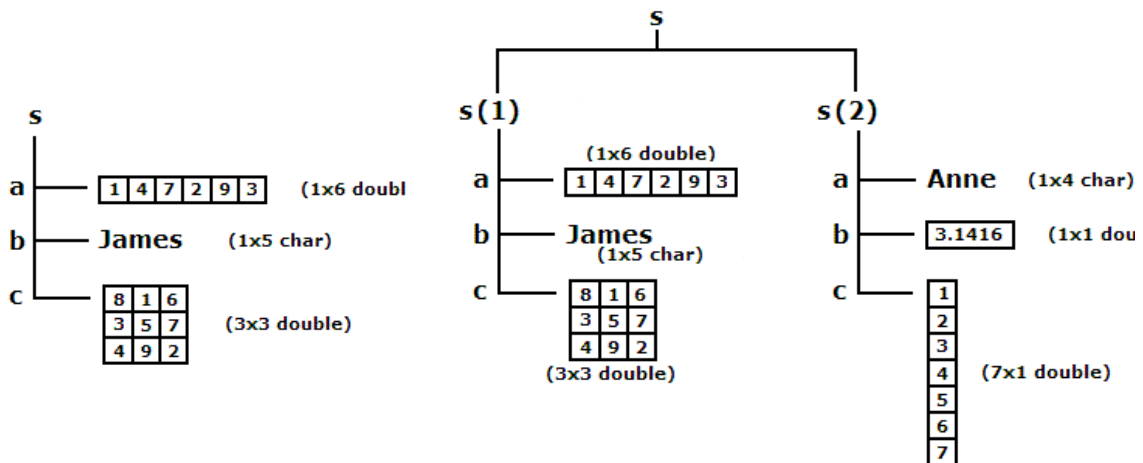 s
a 1 4 7 2 9 3 (1x6 doubl
b James (1x5 char)
c 8 1 6
3 5 7 (3x3 double)
4 9 2
s
s(1)
(1x6 double)
a 1 4 7 2 9 3
b James
(1x5 char)
c 8 1 6
3 5 7
4 9 2
(3x3 double)
s(2)
a Anne (1x4 char)
b 3.1416 (1x1 dou
c 1
2
3
4 (7x1 double)
5
6
7